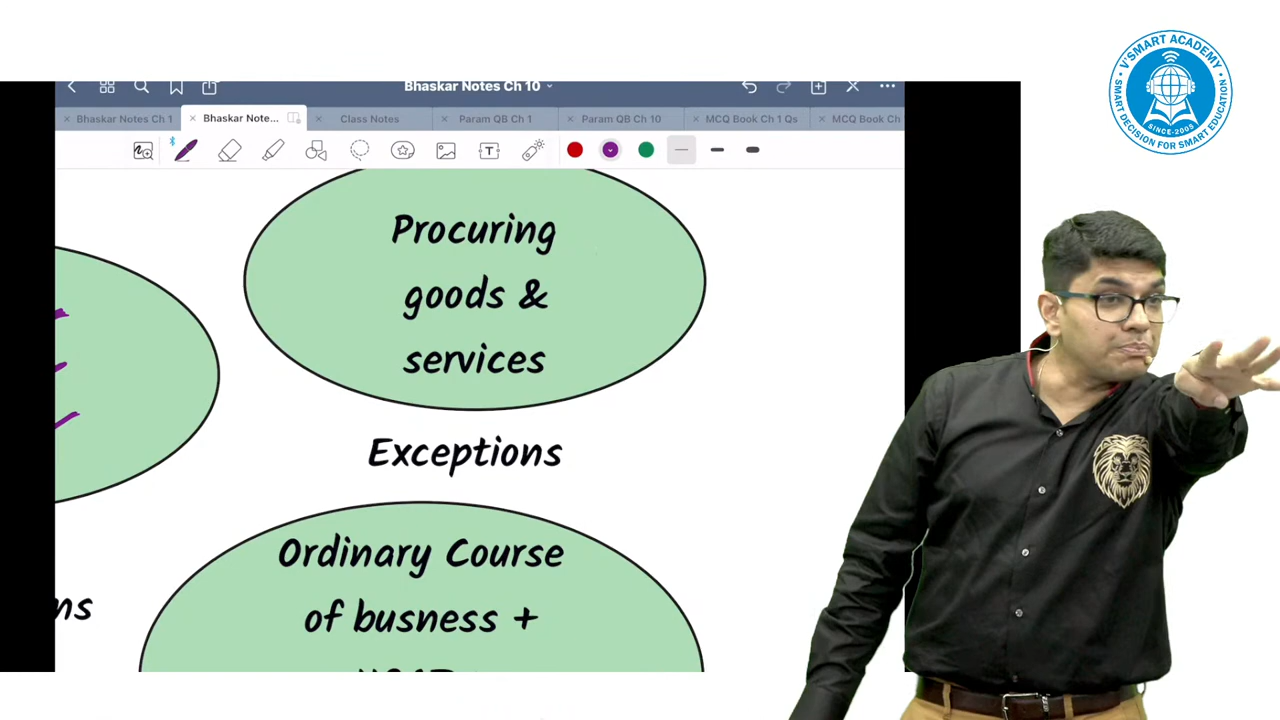 V'SMART ACADEMY
SMART DECISION FOR SMART EDUCATION
SINCE-2005
Bhaskar Notes Ch 10
Bhaskar Notes Ch 1
Bhaskar Note...
Class Notes
Param QB Ch 1
Param QB Ch 10
MCQ Book Ch 1 Qs
MCQ Book Ch
T
Procuring
goods &
services
Exceptions
Ordinary Course
of busness +
ns